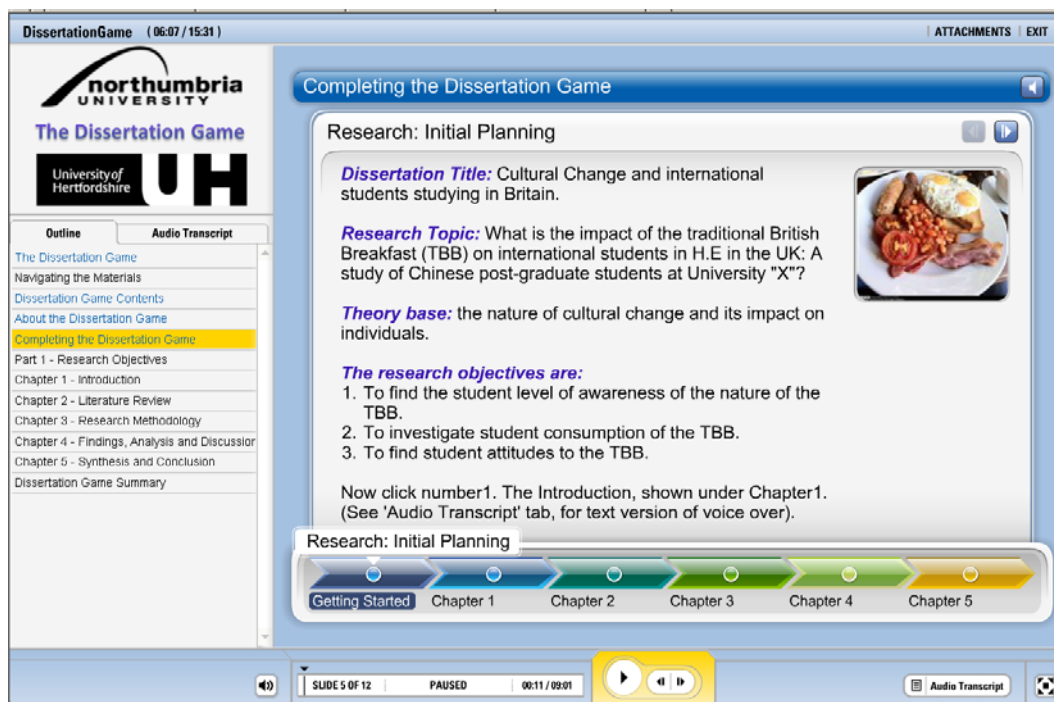 DissertationGame ( 06:07 / 15:31 )
ATTACHMENTS EXIT
northumbria
UNIVERSITY
The Dissertation Game
University of
Hertfordshire
UH
Outline
Audio Transcript
The Dissertation Game
Navigating the Materials
Dissertation Game Contents
About the Dissertation Game
Completing the Dissertation Game
Part 1 - Research Objectives
Chapter 1 - Introduction
Chapter 2 - Literature Review
Chapter 3 - Research Methodology
Chapter 4 - Findings, Analysis and Discussion
Chapter 5 - Synthesis and Conclusion
Dissertation Game Summary
Completing the Dissertation Game
Research: Initial Planning
Dissertation Title: Cultural Change and international
students studying in Britain.
Research Topic: What is the impact of the traditional British
Breakfast (TBB) on international students in H.E in the UK: A
study of Chinese post-graduate students at University "X"?
Theory base: the nature of cultural change and its impact on
individuals.
The research objectives are:
1. To find the student level of awareness of the nature of the
TBB.
2. To investigate student consumption of the TBB.
3. To find student attitudes to the TBB.
Now click number1. The Introduction, shown under Chapter1.
(See 'Audio Transcript' tab, for text version of voice over).
Research: Initial Planning
Getting Started Chapter 1 Chapter 2 Chapter 3 Chapter 4 Chapter 5
SLIDE 5 OF 12 PAUSED 00:11 / 09:01
Audio Transcript